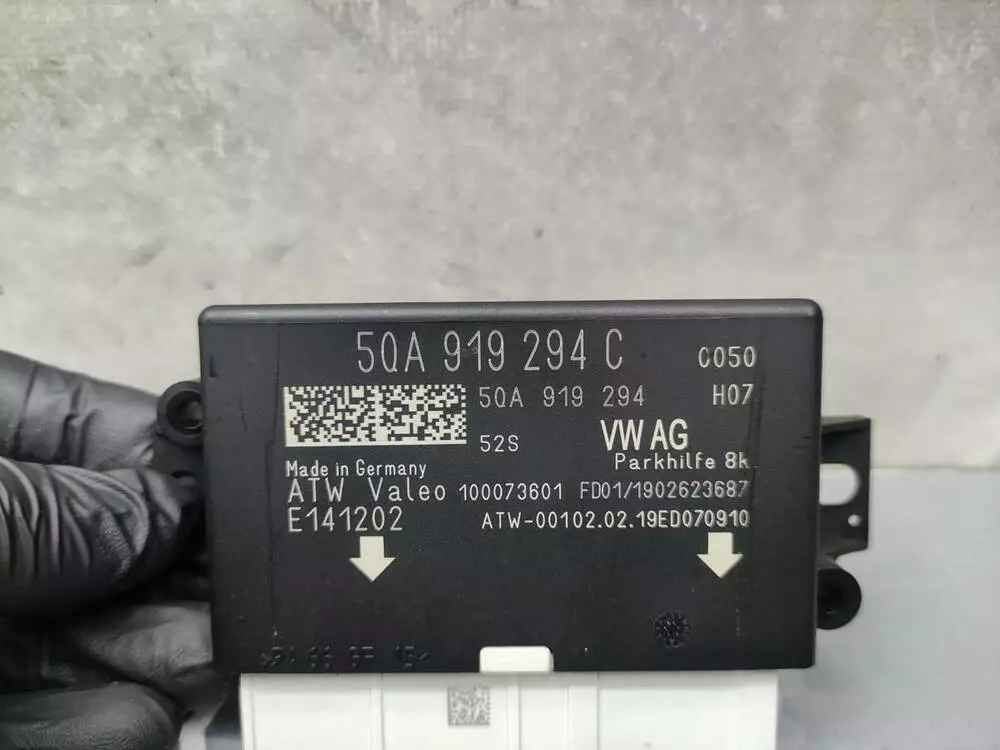 5QA 919 294 C
C050
5QA 919 294
H07
52S
VW AG
Parkhilfe 8k
Made in Germany
ATW Valeo 100073601 FD01/1902623687
E141202
ATW-00102.02.19ED070910